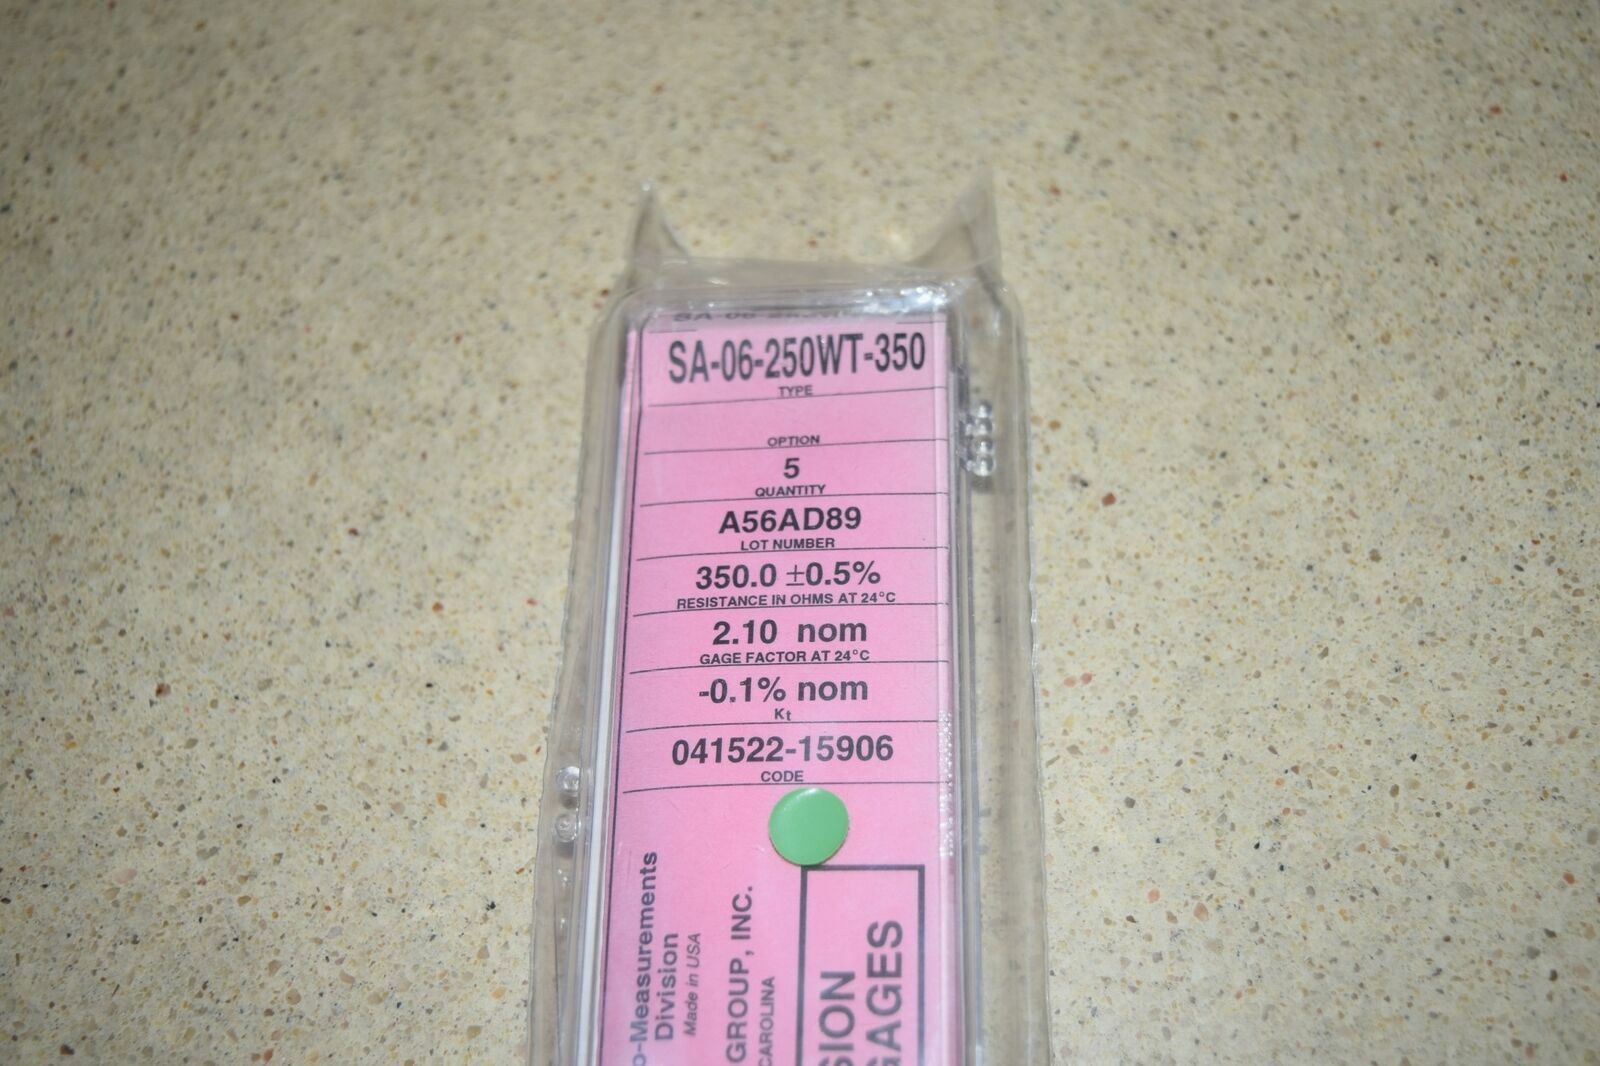 SA-06-250WT-350
TYPE
OPTION
5
QUANTITY
A56AD89
LOT NUMBER
350.0 ±0.5%
RESISTANCE IN OHMS AT 24°C
2.10 nom
GAGE FACTOR AT 24°C
-0.1% nom
Kt
041522-15906
CODE
o-Measurements
Division
Made in USA
GROUP, INC.
CAROLINA
SION
GAGES